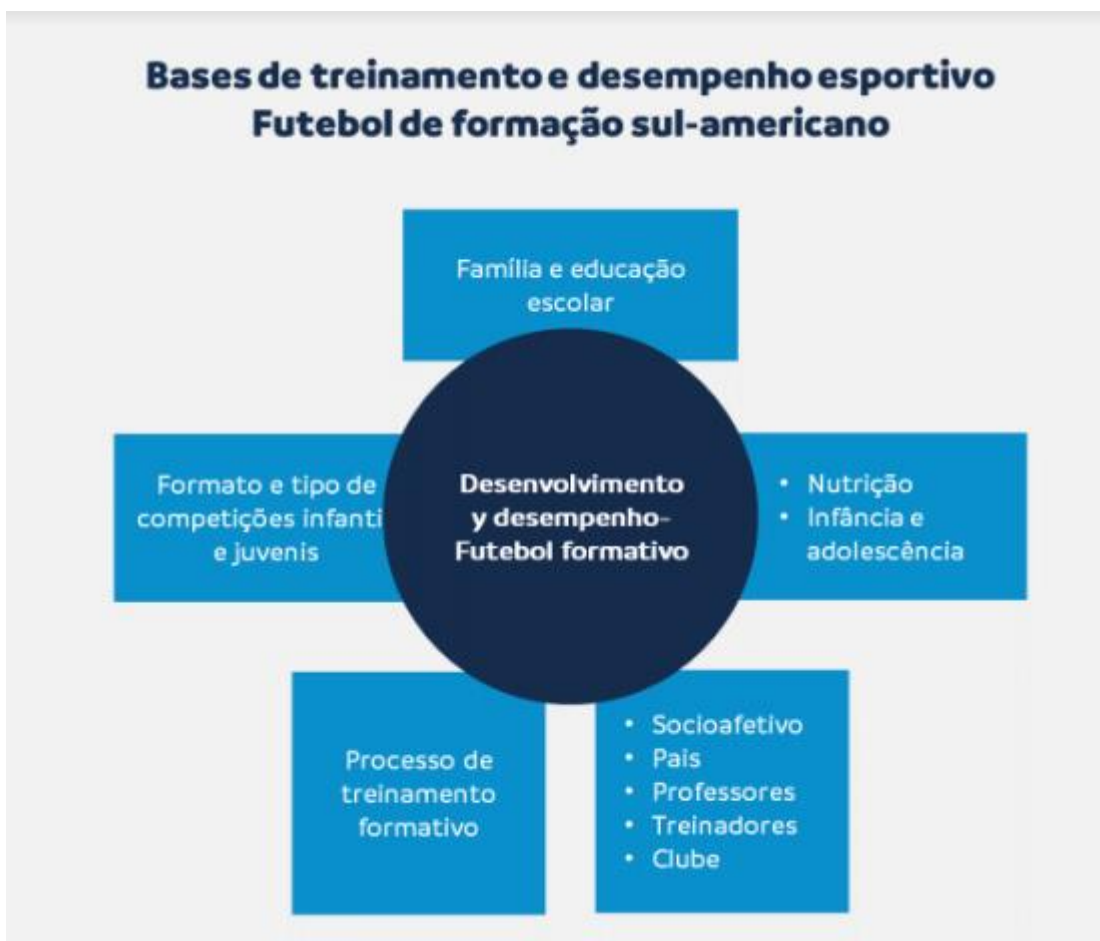 Bases de treinamento e desempenho esportivo
Futebol de formação sul-americano
Família e educação
escolar
Formato e tipo de
competições infanti
e juvenis
Desenvolvimento
y desempenho-
Futebol formativo
• Nutrição
• Infância e
adolescência
Processo de
treinamento
formativo
• Socioafetivo
• Pais
• Professores
• Treinadores
• Clube